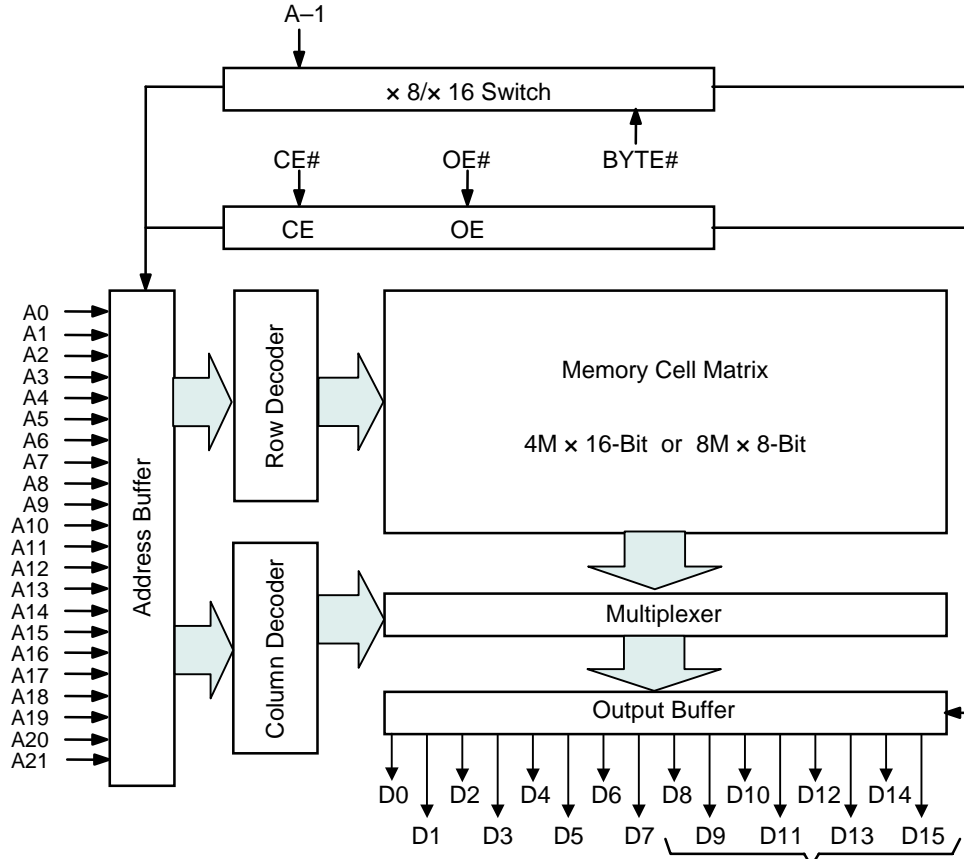 A–1
× 8/× 16 Switch
CE# OE# BYTE#
CE OE
A0
A1
A2
A3
A4
A5
A6
A7
A8
A9
A10
A11
A12
A13
A14
A15
A16
A17
A18
A19
A20
A21
Address Buffer
Row Decoder
Column Decoder
Memory Cell Matrix
4M × 16-Bit or 8M × 8-Bit
Multiplexer
Output Buffer
D0 D2 D4 D6 D8 D10 D12 D14
D1 D3 D5 D7 D9 D11 D13 D15